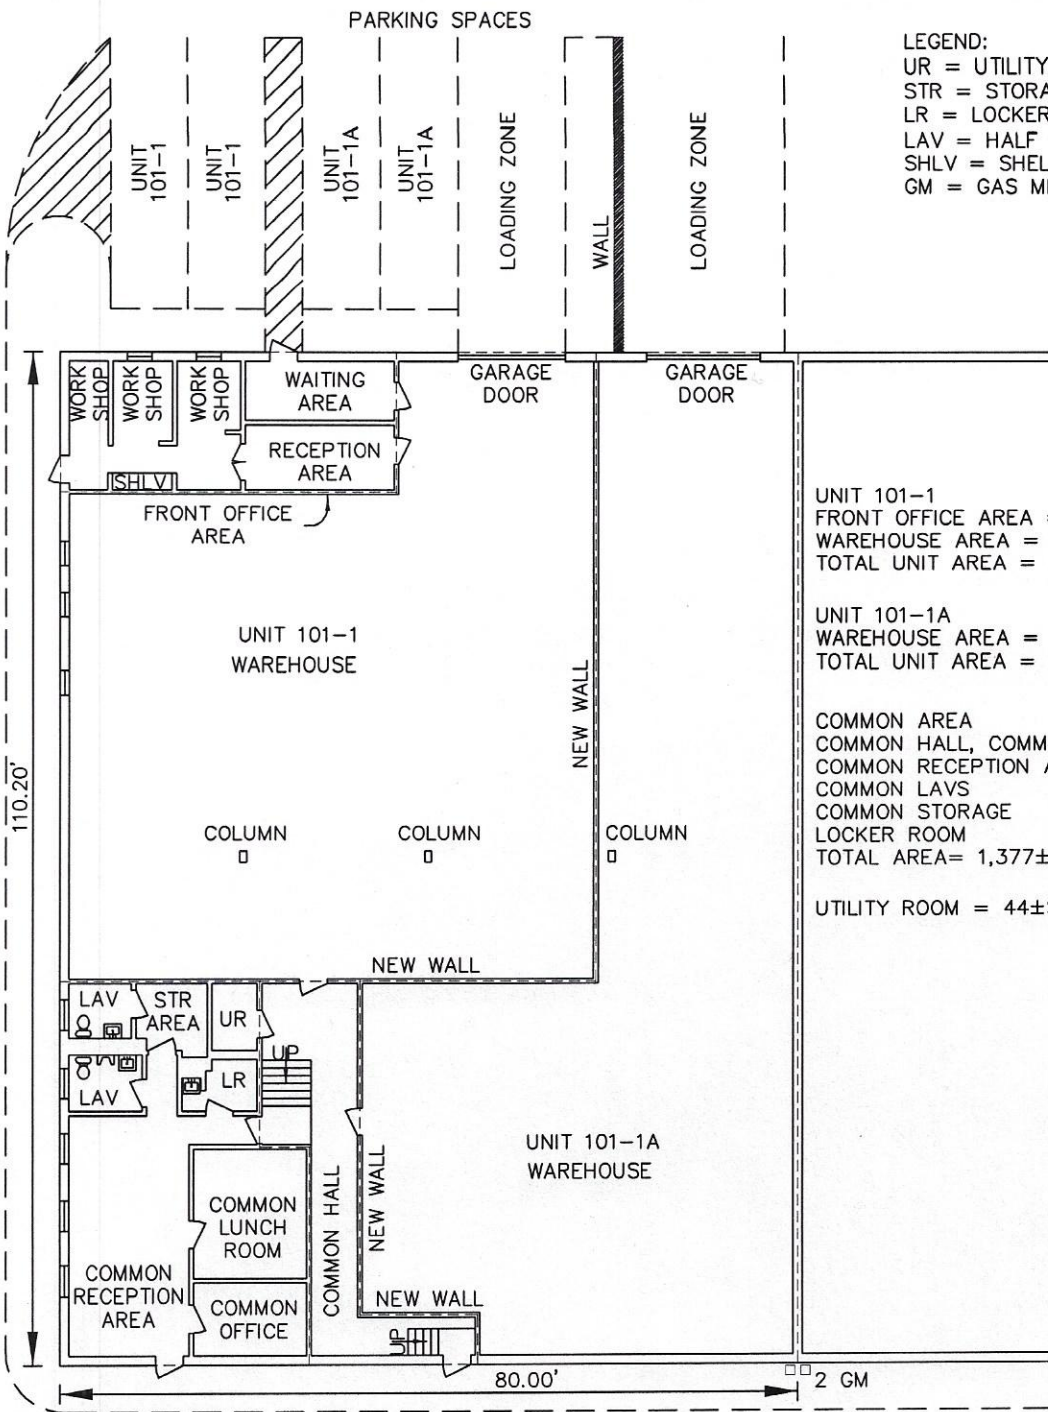 PARKING SPACES
LEGEND:
UR = UTILITY
STR =
LR = LOCKER
LAV = HALF
SHLV =
GM = GAS
UNIT
101-1
UNIT
101-1
UNIT
101-1A
UNIT
101-1A
LOADING ZONE
WALL
LOADING ZONE
WORK
SHOP
WORK
SHOP
WORK
SHOP
WAITING
AREA
GARAGE
DOOR
GARAGE
DOOR
RECEPTION
AREA
SHLV
FRONT OFFICE
AREA
UNIT 101-1
FRONT OFFICE AREA =
WAREHOUSE AREA =
TOTAL UNIT AREA =
UNIT 101-1A
WAREHOUSE AREA =
TOTAL UNIT AREA =
UNIT 101-1
WAREHOUSE
NEW WALL
COMMON AREA
COMMON HALL,
COMMON RECEPTION
COMMON LAVS
COMMON STORAGE
LOCKER ROOM
TOTAL AREA= 1,377±
UTILITY ROOM = 44±
110.20'
COLUMN
COLUMN
COLUMN
NEW WALL
LAV
STR
AREA
UR
UP
LR
LAV
UNIT 101-1A
WAREHOUSE
COMMON HALL
NEW WALL
COMMON
LUNCH
ROOM
COMMON
RECEPTION
AREA
COMMON
OFFICE
NEW WALL
UP
80.00'
2 GM